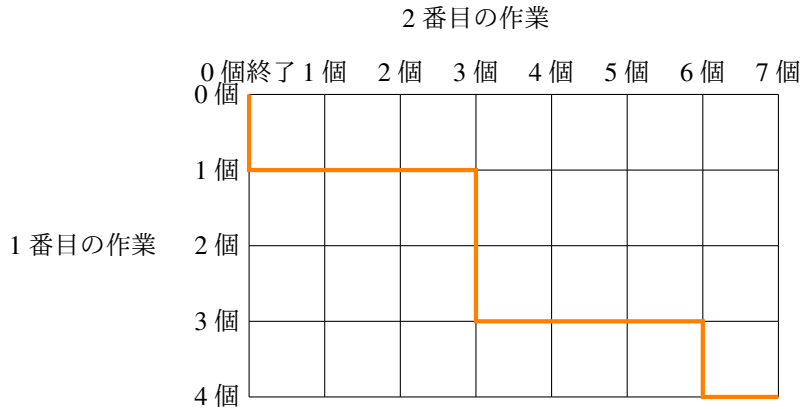 2 番目の作業
0 個終了 1 個 2 個 3 個 4 個 5 個 6 個 7 個
0 個
1 個
1 番目の作業 2 個
3 個
4 個